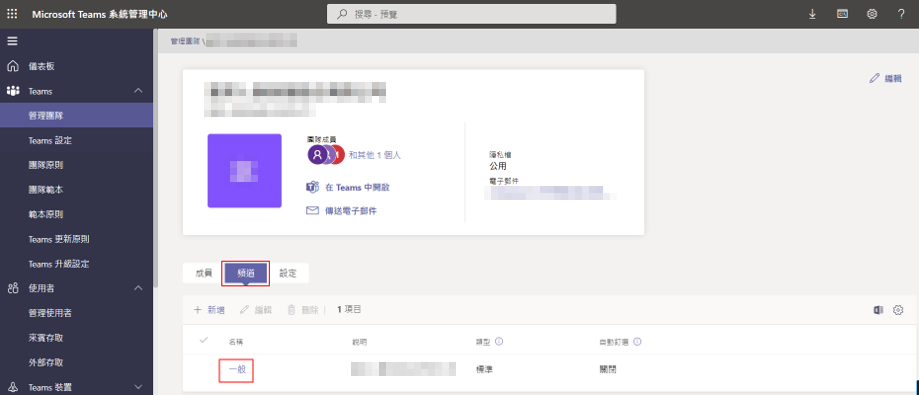 Microsoft Teams 系統管理中心
搜尋 - 預覽
?
管理團隊 \
儀表板
Teams
管理團隊
Teams 設定
團隊原則
團隊範本
範本原則
Teams 更新原則
Teams 升級設定
使用者
管理使用者
來賓存取
外部存取
Teams 裝置
編輯
團隊成員
和其他 1 個人
在 Teams 中開啟
傳送電子郵件
隱私權
公用
電子郵件
成員 頻道 設定
+ 新增 編輯 刪除 | 1 項目
名稱 說明 類型 自動釘選
一般 標準 關閉